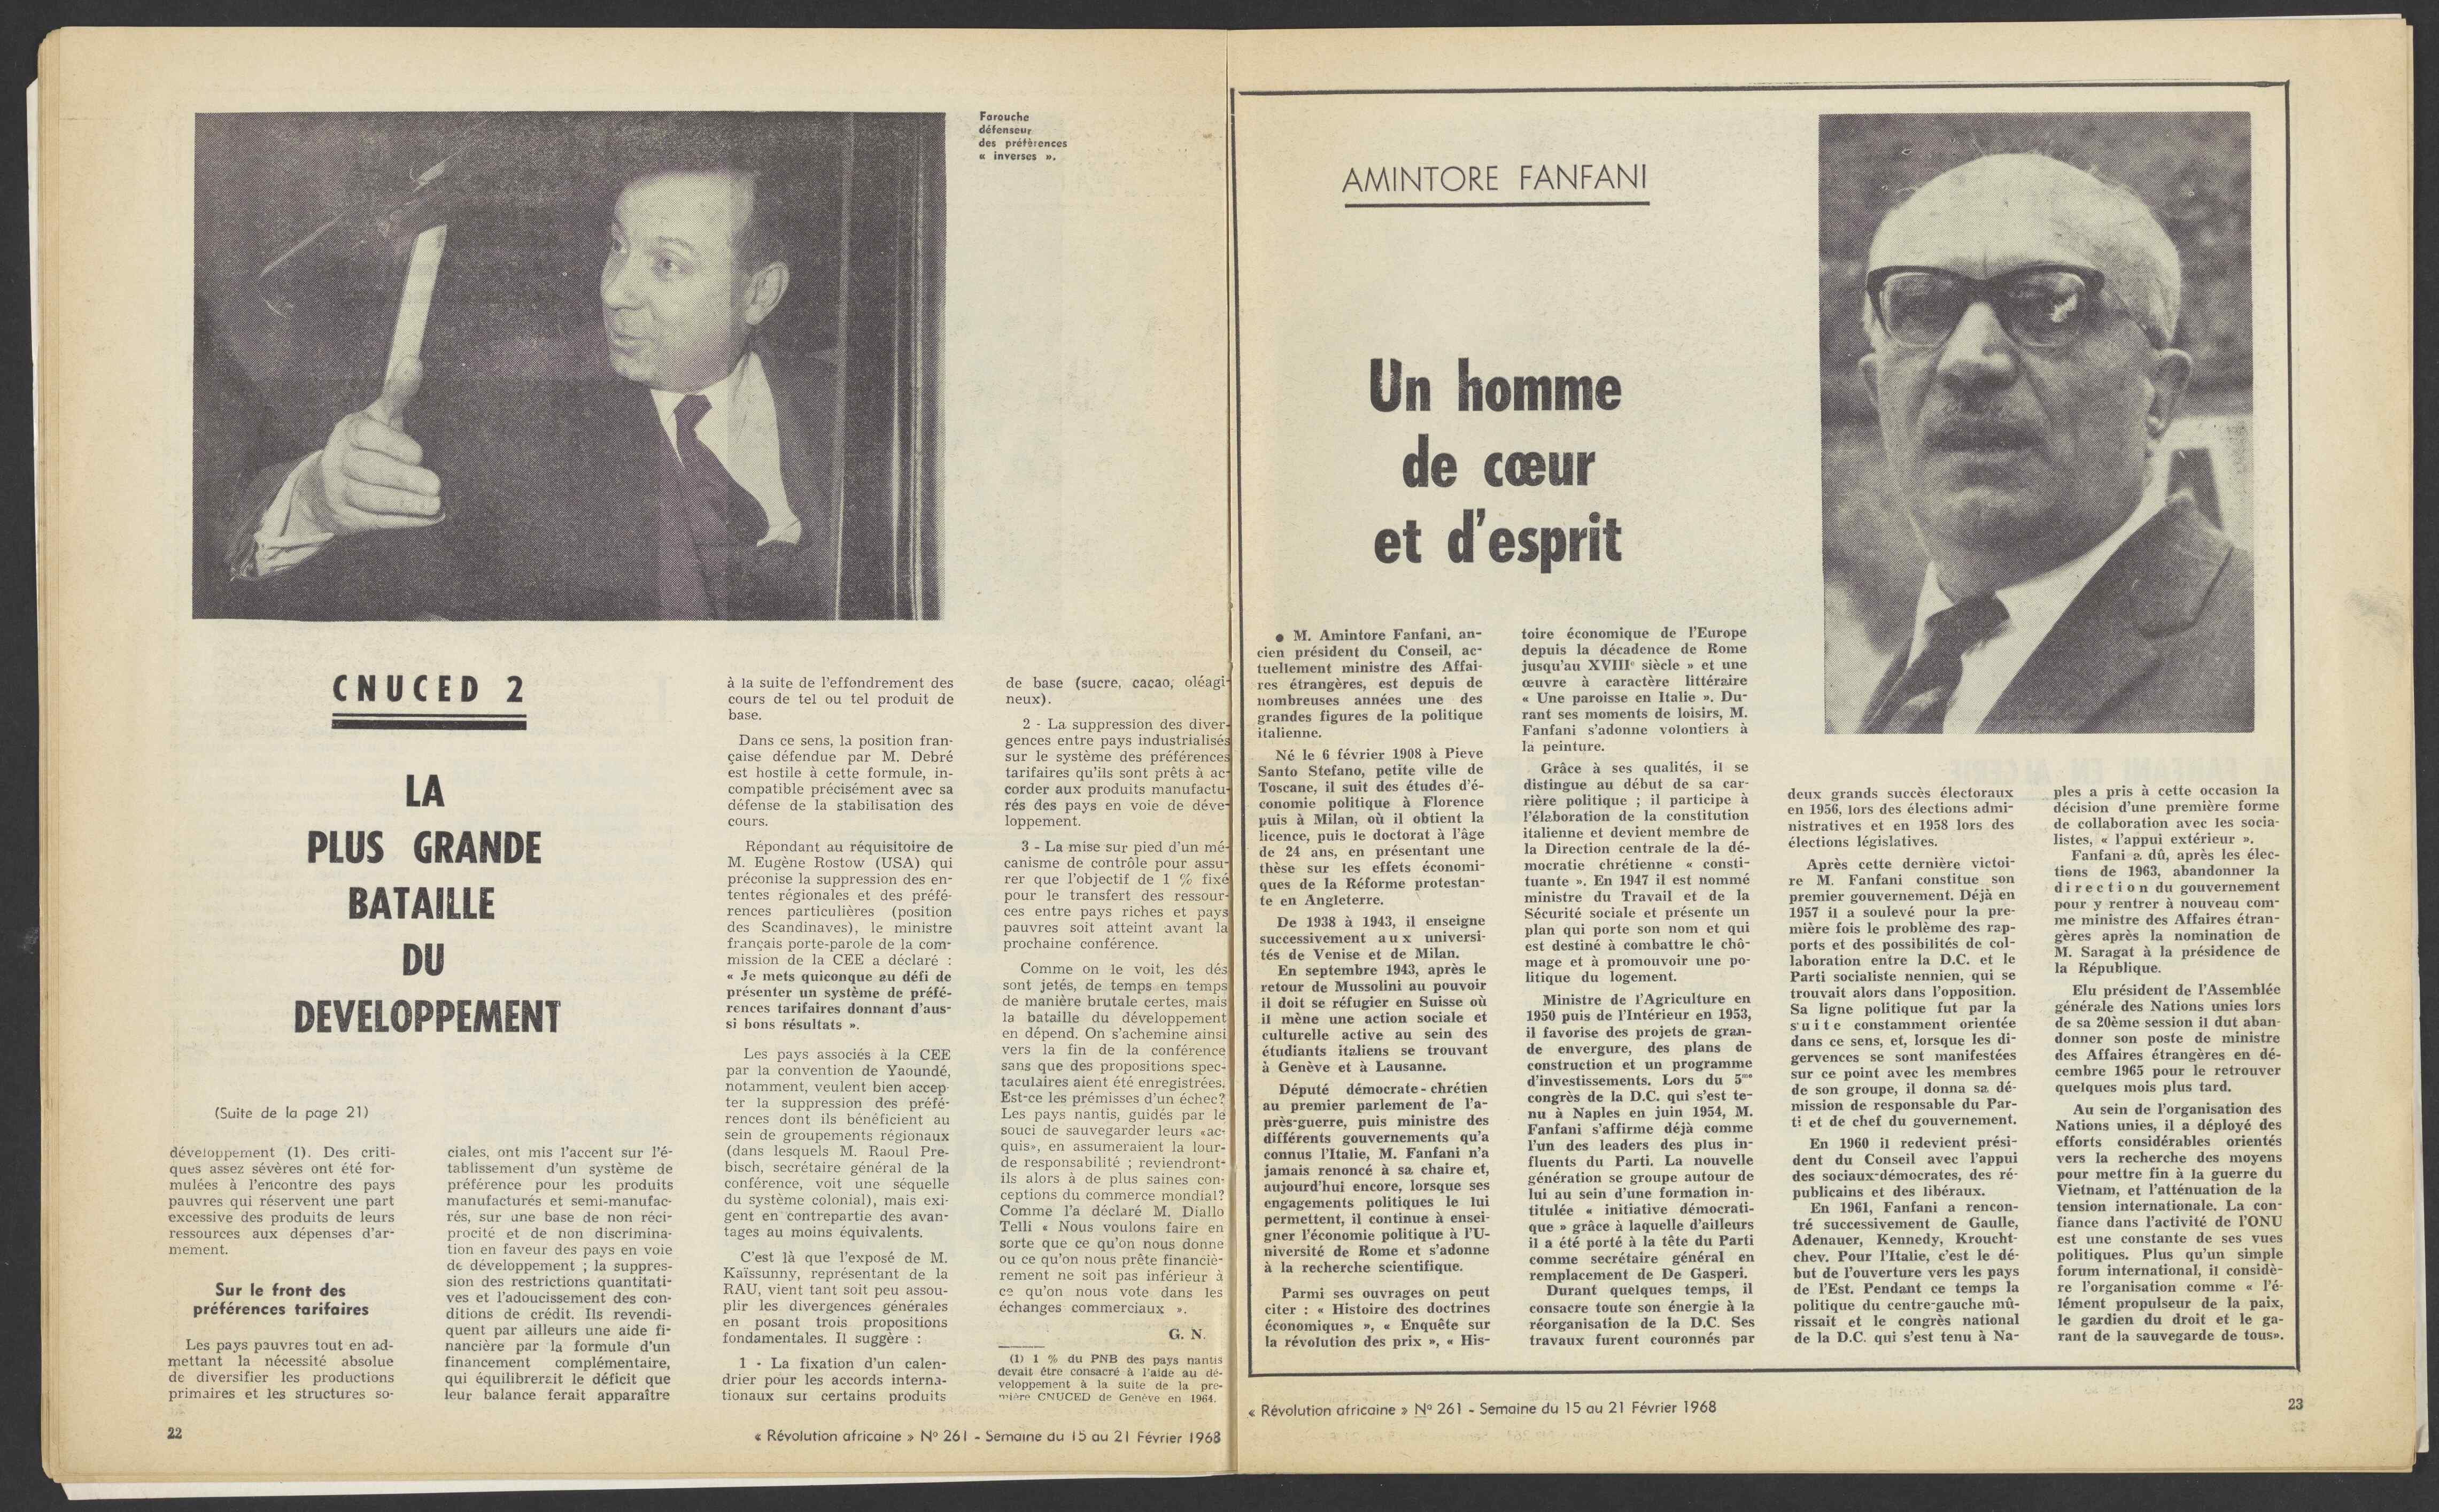 Farouche
défenseur
des préférences
« inverses ».
CNUCED 2
LA
PLUS GRANDE
BATAILLE
DU
DEVELOPPEMENT
(Suite de la page 21)
développement (1). Des criti-
ques assez sévères ont été for-
mulées à l'encontre des pays
pauvres qui réservent une part
excessive des produits de leurs
ressources aux dépenses d'ar-
mement.
Sur le front des
préférences tarifaires
Les pays pauvres tout en ad-
mettant la nécessité absolue
de diversifier les productions
primaires et les structures so-
ciales, ont mis l'accent sur l'é-
tablissement d'un système de
préférence pour les produits
manufacturés et semi-manufac-
rés, sur une base de non réci-
procité et de non discrimina-
tion en faveur des pays en voie
de développement ; la suppres-
sion des restrictions quantitati-
ves et l'adoucissement des con-
ditions de crédit. Ils revendi-
quent par ailleurs une aide fi-
nancière par la formule d'un
financement complémentaire,
qui équilibrerait le déficit que
leur balance ferait apparaître
à la suite de l'effondrement des
cours de tel ou tel produit de
base.
Dans ce sens, la position fran-
çaise défendue par M. Debré
est hostile à cette formule, in-
compatible précisément avec sa
défense de la stabilisation des
cours.
Répondant au réquisitoire de
M. Eugène Rostow (USA) qui
préconise la suppression des en-
tentes régionales et des préfé-
rences particulières (position
des Scandinaves), le ministre
français porte-parole de la com-
mission de la CEE a déclaré :
« Je mets quiconque au défi de
présenter un système de préfé-
rences tarifaires donnant d'aus-
si bons résultats ».
Les pays associés à la CEE
par la convention de Yaoundé,
notamment, veulent bien accep-
ter la suppression des préfé-
rences dont ils bénéficient au
sein de groupements régionaux
(dans lesquels M. Raoul Pre-
bisch, secrétaire général de la
conférence, voit une séquelle
du système colonial), mais exi-
gent en contrepartie des avan-
tages au moins équivalents.
C'est là que l'exposé de M.
Kaïssunny, représentant de la
RAU, vient tant soit peu assou-
plir les divergences générales
en posant trois propositions
fondamentales. Il suggère :
1 - La fixation d'un calen-
drier pour les accords interna-
tionaux sur certains produits
de base (sucre, cacao, oléagi-
neux).
2 - La suppression des diver-
gences entre pays industrialisés
sur le système des préférences
tarifaires qu'ils sont prêts à ac-
corder aux produits manufactu-
rés des pays en voie de déve-
loppement.
3 - La mise sur pied d'un mé-
canisme de contrôle pour assu-
rer que l'objectif de 1 % fixé
pour le transfert des ressour-
ces entre pays riches et pays
pauvres soit atteint avant la
prochaine conférence.
Comme on le voit, les dés
sont jetés, de temps en temps
de manière brutale certes, mais
la bataille du développement
en dépend. On s'achemine ainsi
vers la fin de la conférence
sans que des propositions spec-
taculaires aient été enregistrées.
Est-ce les prémisses d'un échec?
Les pays nantis, guidés par le
souci de sauvegarder leurs «ac-
quis», en assumeraient la lour-
de responsabilité ; reviendront-
ils alors à de plus saines con-
ceptions du commerce mondial?
Comme l'a déclaré M. Diallo
Telli « Nous voulons faire en
sorte que ce qu'on nous donne
ou ce qu'on nous prête financiè-
rement ne soit pas inférieur à
ce qu'on nous vote dans les
échanges commerciaux ».
G. N.
(1) 1 % du PNB des pays nantis
devait être consacré à l'aide au dé-
veloppement à la suite de la pre-
mière CNUCED de Genève en 1964.
22
« Révolution africaine » N° 261 - Semaine du 15 au 21 Février 1968
AMINTORE FANFANI
Un homme
de cœur
et d'esprit
● M. Amintore Fanfani, an-
cien président du Conseil, ac-
tuellement ministre des Affai-
res étrangères, est depuis de
nombreuses années une des
grandes figures de la politique
italienne.
Né le 6 février 1908 à Pieve
Santo Stefano, petite ville de
Toscane, il suit des études d'é-
conomie politique à Florence
puis à Milan, où il obtient la
licence, puis le doctorat à l'âge
de 24 ans, en présentant une
thèse sur les effets économi-
ques de la Réforme protestan-
te en Angleterre.
De 1938 à 1943, il enseigne
successivement aux universi-
tés de Venise et de Milan.
En septembre 1943, après le
retour de Mussolini au pouvoir
il doit se réfugier en Suisse où
il mène une action sociale et
culturelle active au sein des
étudiants italiens se trouvant
à Genève et à Lausanne.
Député démocrate-chrétien
au premier parlement de l'a-
près-guerre, puis ministre des
différents gouvernements qu'a
connus l'Italie, M. Fanfani n'a
jamais renoncé à sa chaire et,
aujourd'hui encore, lorsque ses
engagements politiques le lui
permettent, il continue à ensei-
gner l'économie politique à l'U-
niversité de Rome et s'adonne
à la recherche scientifique.
Parmi ses ouvrages on peut
citer : « Histoire des doctrines
économiques », « Enquête sur
la révolution des prix », « His-
toire économique de l'Europe
depuis la décadence de Rome
jusqu'au XVIIIe siècle » et une
œuvre à caractère littéraire
« Une paroisse en Italie ». Du-
rant ses moments de loisirs, M.
Fanfani s'adonne volontiers à
la peinture.
Grâce à ses qualités, il se
distingue au début de sa car-
rière politique ; il participe à
l'élaboration de la constitution
italienne et devient membre de
la Direction centrale de la dé-
mocratie chrétienne « consti-
tuante ». En 1947 il est nommé
ministre du Travail et de la
Sécurité sociale et présente un
plan qui porte son nom et qui
est destiné à combattre le chô-
mage et à promouvoir une po-
litique du logement.
Ministre de l'Agriculture en
1950 puis de l'Intérieur en 1953,
il favorise des projets de gran-
de envergure, des plans de
construction et un programme
d'investissements. Lors du 5me
congrès de la D.C. qui s'est te-
nu à Naples en juin 1954, M.
Fanfani s'affirme déjà comme
l'un des leaders des plus in-
fluents du Parti. La nouvelle
génération se groupe autour de
lui au sein d'une formation in-
titulée « initiative démocrati-
que » grâce à laquelle d'ailleurs
il a été porté à la tête du Parti
comme secrétaire général en
remplacement de De Gasperi.
Durant quelques temps, il
consacre toute son énergie à la
réorganisation de la D.C. Ses
travaux furent couronnés par
deux grands succès électoraux
en 1956, lors des élections admi-
nistratives et en 1958 lors des
élections législatives.
Après cette dernière victoi-
re M. Fanfani constitue son
premier gouvernement. Déjà en
1957 il a soulevé pour la pre-
mière fois le problème des rap-
ports et des possibilités de col-
laboration entre la D.C. et le
Parti socialiste nennien, qui se
trouvait alors dans l'opposition.
Sa ligne politique fut par la
suite constamment orientée
dans ce sens, et, lorsque les di-
gervences se sont manifestées
sur ce point avec les membres
de son groupe, il donna sa dé-
mission de responsable du Par-
ti et de chef du gouvernement.
En 1960 il redevient prési-
dent du Conseil avec l'appui
des sociaux-démocrates, des ré-
publicains et des libéraux.
En 1961, Fanfani a rencon-
tré successivement de Gaulle,
Adenauer, Kennedy, Kroucht-
chev. Pour l'Italie, c'est le dé-
but de l'ouverture vers les pays
de l'Est. Pendant ce temps la
politique du centre-gauche mû-
rissait et le congrès national
de la D.C. qui s'est tenu à Na-
ples a pris à cette occasion la
décision d'une première forme
de collaboration avec les socia-
listes, « l'appui extérieur ».
Fanfani a dû, après les élec-
tions de 1963, abandonner la
direction du gouvernement
pour y rentrer à nouveau com-
me ministre des Affaires étran-
gères après la nomination de
M. Saragat à la présidence de
la République.
Elu président de l'Assemblée
générale des Nations unies lors
de sa 20ème session il dut aban-
donner son poste de ministre
des Affaires étrangères en dé-
cembre 1965 pour le retrouver
quelques mois plus tard.
Au sein de l'organisation des
Nations unies, il a déployé des
efforts considérables orientés
vers la recherche des moyens
pour mettre fin à la guerre du
Vietnam, et l'atténuation de la
tension internationale. La con-
fiance dans l'activité de l'ONU
est une constante de ses vues
politiques. Plus qu'un simple
forum international, il considè-
re l'organisation comme « l'é-
lément propulseur de la paix,
le gardien du droit et le ga-
rant de la sauvegarde de tous».
« Révolution africaine » N° 261 - Semaine du 15 au 21 Février 1968
23